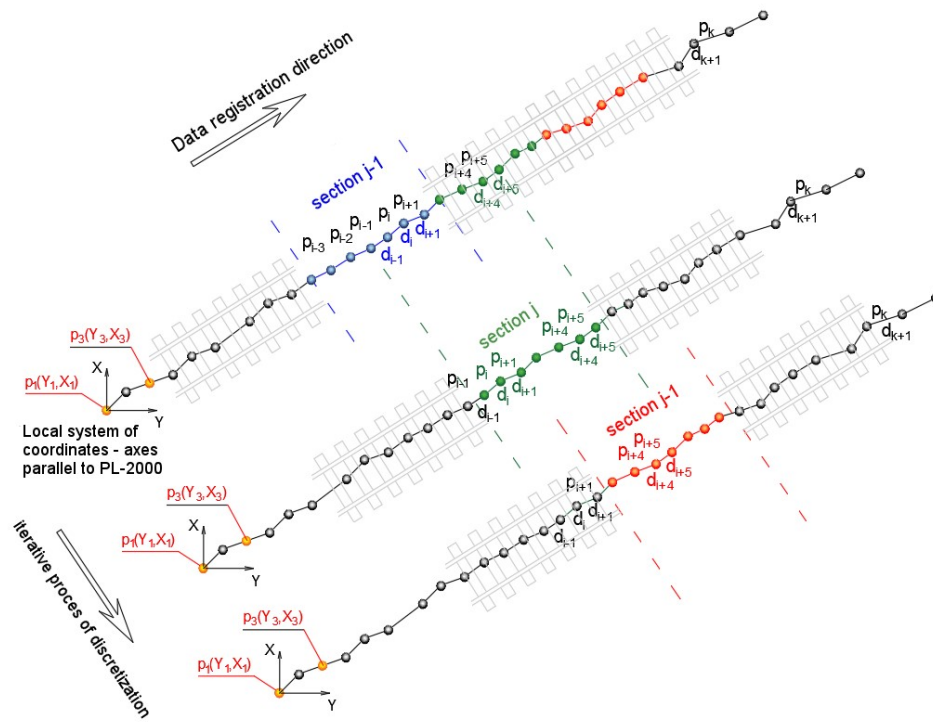 Data registration direction
p_k
d_{k+1}
section j-1
p_{i+4} p_{i+5}
d_{i+4} d_{i+5}
p_{i-3} p_{i-2} p_{i-1} p_i p_{i+1}
d_{i-1} d_i d_{i+1}
p_3(Y_3,X_3)
p_1(Y_1,X_1)
X
Y
Local system of
coordinates - axes
parallel to PL-2000
p_k
d_{k+1}
section j
p_{i-1} p_i p_{i+1} p_{i+4} p_{i+5}
d_{i-1} d_i d_{i+1} d_{i+4} d_{i+5}
p_3(Y_3,X_3)
p_1(Y_1,X_1)
X
Y
p_k
d_{k+1}
section j-1
p_{i+1} p_{i+4} p_{i+5}
d_{i-1} d_i d_{i+1} d_{i+4} d_{i+5}
p_3(Y_3,X_3)
p_1(Y_1,X_1)
X
Y
iterative proces of discretization